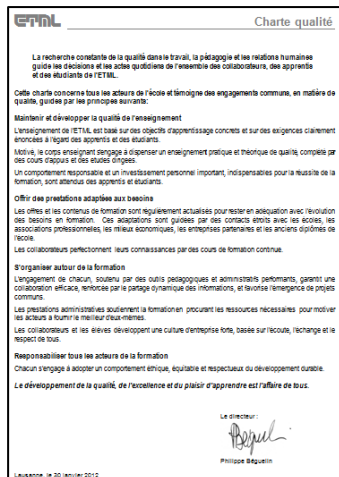 ETML Charte qualité
La recherche constante de la qualité dans le travail, la pédagogie et les relations humaines
guide les décisions et les actes quotidiens de l'ensemble des collaborateurs, des apprentis
et des étudiants de l'ETML.
Cette charte concerne tous les acteurs de l'école et témoigne des engagements communs, en matière de
qualité, guidés par les principes suivants:
Maintenir et développer la qualité de l'enseignement
L'enseignement de l'ETML est basé sur des objectifs d'apprentissage concrets et sur des exigences clairement
énoncées à l'égard des apprentis et des étudiants.
Motivé, le corps enseignant s'engage à dispenser un enseignement pratique et théorique de qualité, complété par
des cours d'appuis et des études dirigées.
Un comportement responsable et un investissement personnel important, indispensables pour la réussite de la
formation, sont attendus des apprentis et étudiants.
Offrir des prestations adaptées aux besoins
Les offres et les contenus de formation sont régulièrement actualisés pour rester en adéquation avec l'évolution
des besoins en formation. Ces adaptations sont guidées par des contacts étroits avec les écoles, les
associations professionnelles, les milieux économiques, les entreprises partenaires et les anciens diplômés de
l'école.
Les collaborateurs perfectionnent leurs connaissances par des cours de formation continue.
S'organiser autour de la formation
L'engagement de chacun, soutenu par des outils pédagogiques et administratifs performants, garantit une
collaboration efficace, renforcée par le partage dynamique des informations, et favorise l'émergence de projets
communs.
Les prestations administratives soutiennent la formation en procurant les ressources nécessaires pour motiver
les acteurs à fournir le meilleur d'eux-mêmes.
Les collaborateurs et les élèves développent une culture d'entreprise forte, basée sur l'écoute, l'échange et le
respect de tous.
Responsabiliser tous les acteurs de la formation
Chacun s'engage à adopter un comportement éthique, équitable et respectueux du développement durable.
Le développement de la qualité, de l'excellence et du plaisir d'apprendre est l'affaire de tous.
Le directeur:
PBéguelin
Philippe Béguelin
Lausanne, le 30 janvier 2012